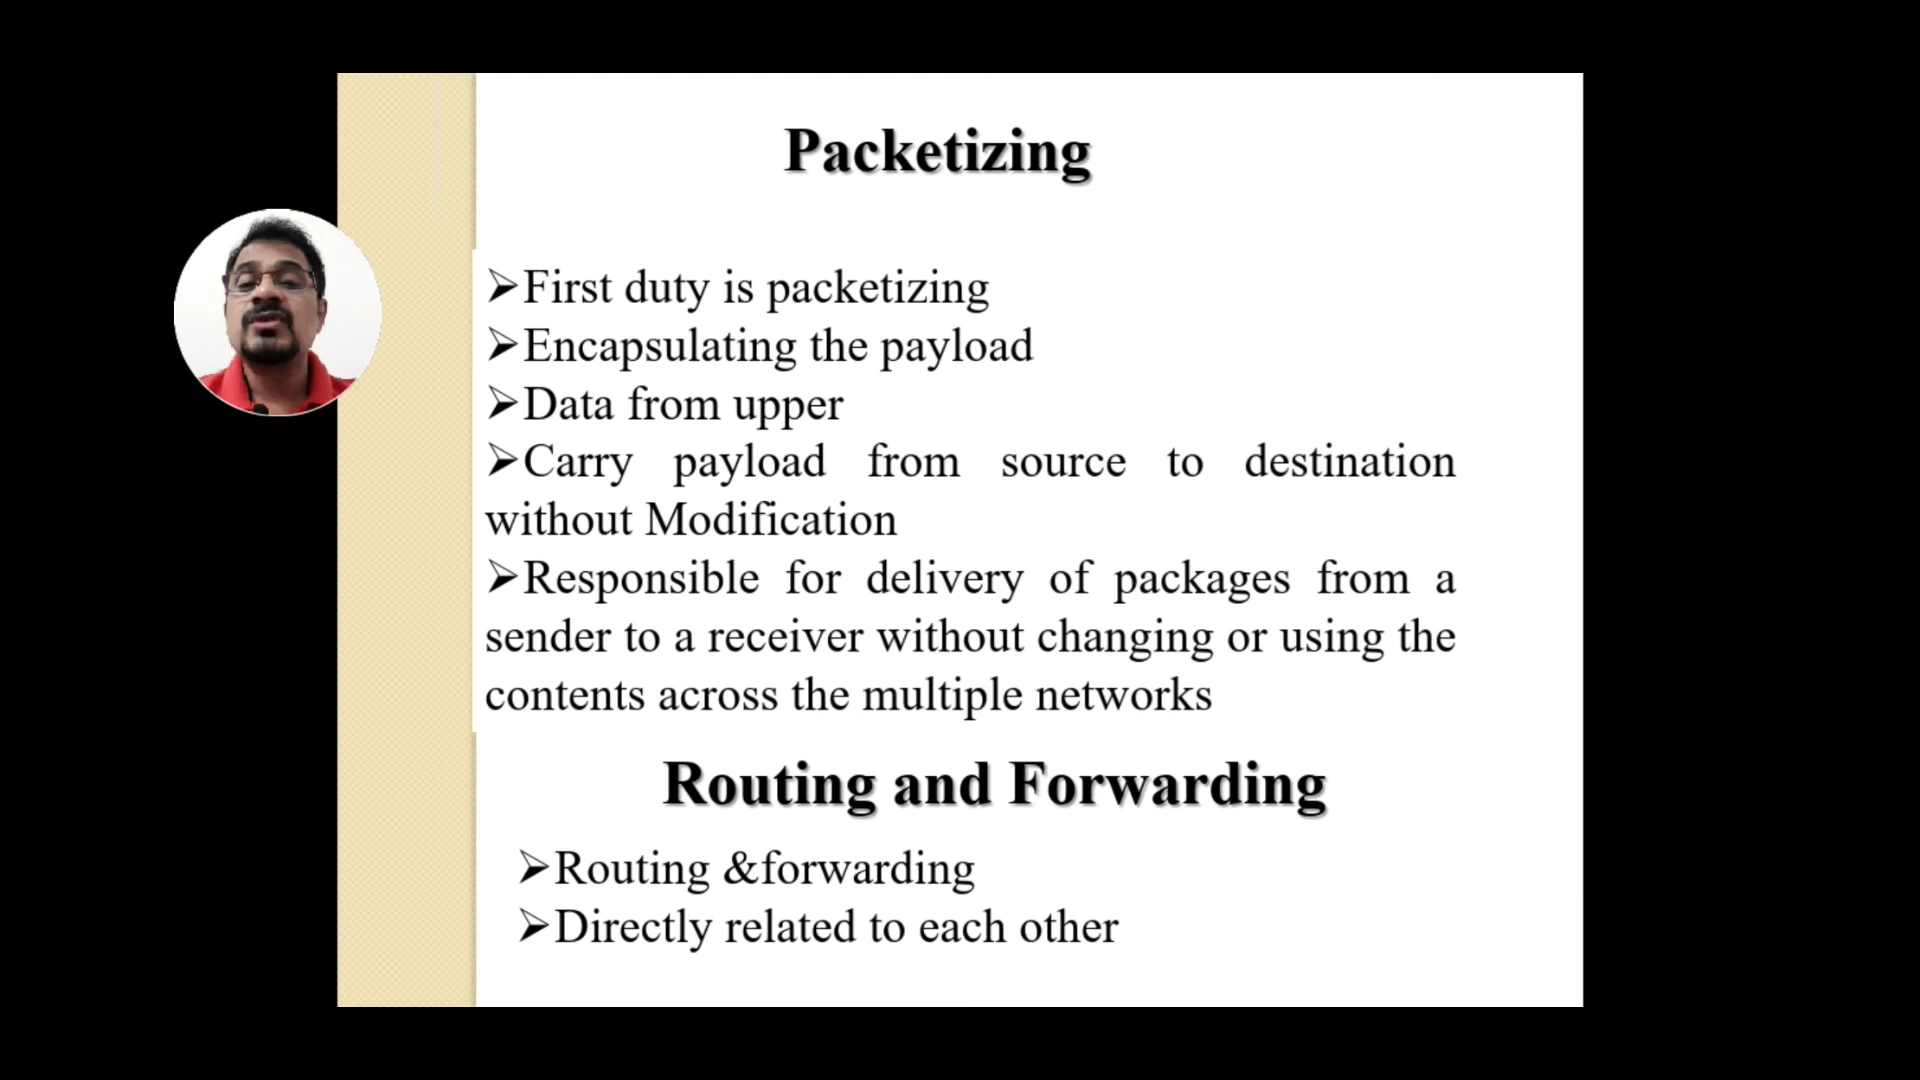 Packetizing
➢First duty is packetizing
➢Encapsulating the payload
➢Data from upper
➢Carry payload from source to destination
without Modification
➢Responsible for delivery of packages from a
sender to a receiver without changing or using the
contents across the multiple networks
Routing and Forwarding
➢Routing &forwarding
➢Directly related to each other